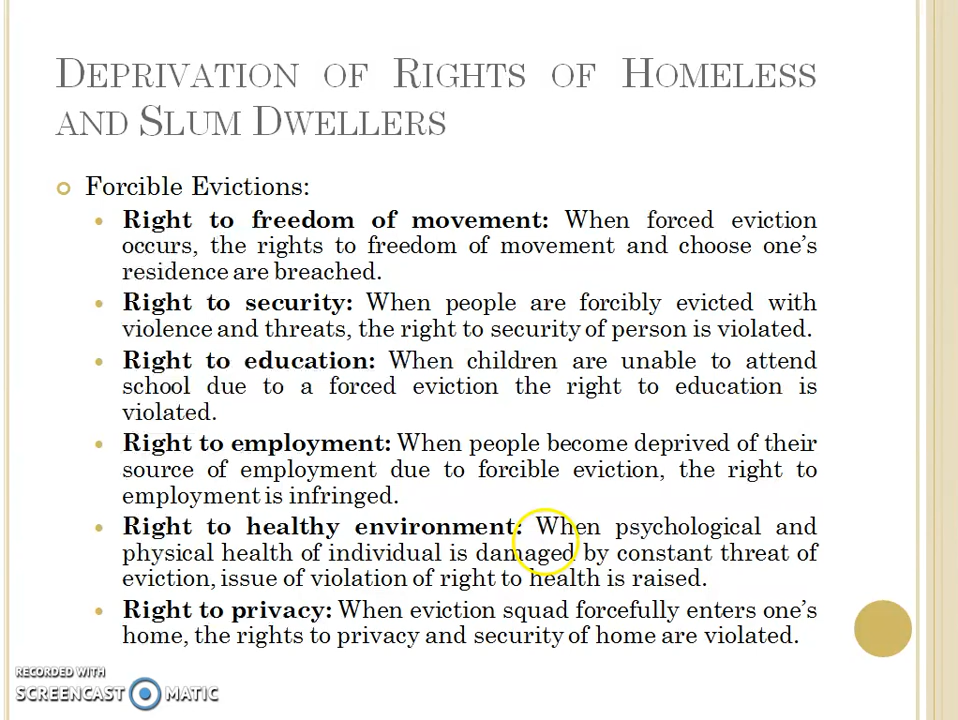 DEPRIVATION OF RIGHTS OF HOMELESS
AND SLUM DWELLERS
Forcible Evictions:
Right to freedom of movement: When forced eviction
occurs, the rights to freedom of movement and choose one's
residence are breached.
Right to security: When people are forcibly evicted with
violence and threats, the right to security of person is violated.
Right to education: When children are unable to attend
school due to a forced eviction the right to education is
violated.
Right to employment: When people become deprived of their
source of employment due to forcible eviction, the right to
employment is infringed.
Right to healthy environment: When psychological and
physical health of individual is damaged by constant threat of
eviction, issue of violation of right to health is raised.
Right to privacy: When eviction squad forcefully enters one's
home, the rights to privacy and security of home are violated.
RECORDED WITH
SCREENCAST MATIC